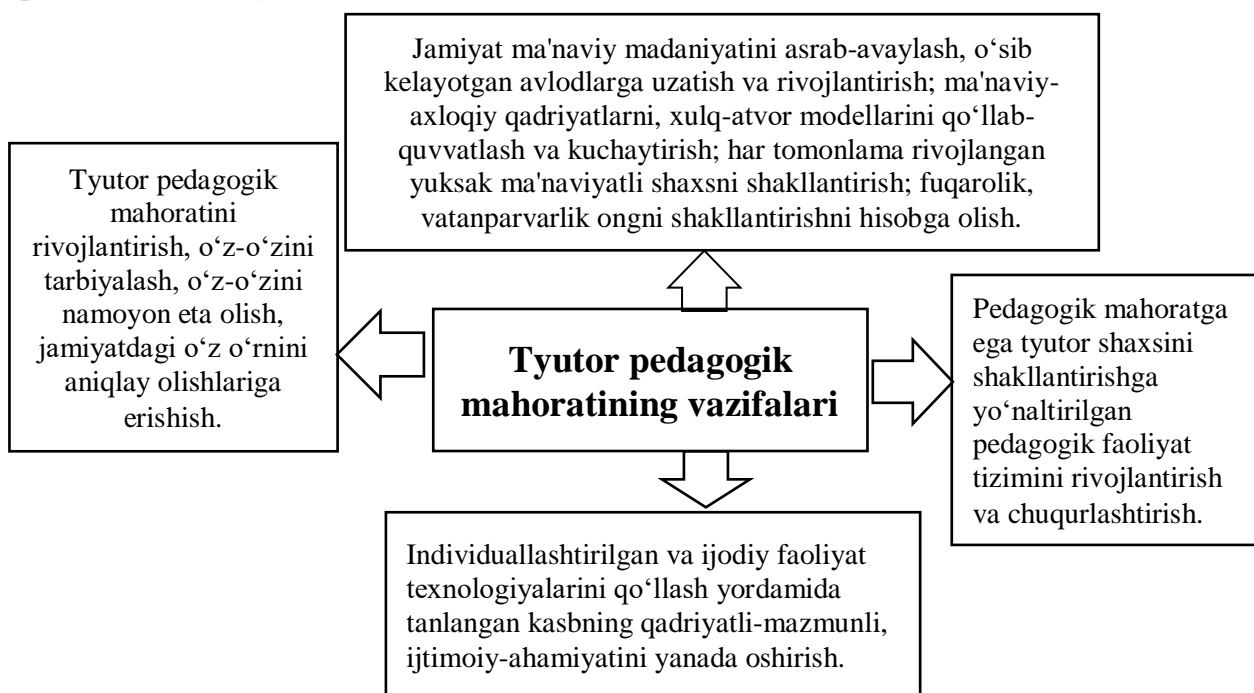 Jamiyat ma'naviy madaniyatini asrab-avaylash, o‘sib
kelayotgan avlodlarga uzatish va rivojlantirish; ma'naviy-
axloqiy qadriyatlarni, xulq-atvor modellarini qo‘llab-
quvvatlash va kuchaytirish; har tomonlama rivojlangan
yuksak ma'naviyatli shaxsni shakllantirish; fuqarolik,
vatanparvarlik ongni shakllantirishni hisobga olish.
Tyutor pedagogik
mahoratini
rivojlantirish, o‘z-o‘zini
tarbiyalash, o‘z-o‘zini
namoyon eta olish,
jamiyatdagi o‘z o‘rnini
aniqlay olishlariga
erishish.
Tyutor pedagogik
mahoratining vazifalari
Pedagogik mahoratga
ega tyutor shaxsini
shakllantirishga
yo‘naltirilgan
pedagogik faoliyat
tizimini rivojlantirish
va chuqurlashtirish.
Individuallashtirilgan va ijodiy faoliyat
texnologiyalarini qo‘llash yordamida
tanlangan kasbning qadriyatli-mazmunli,
ijtimoiy-ahamiyatini yanada oshirish.